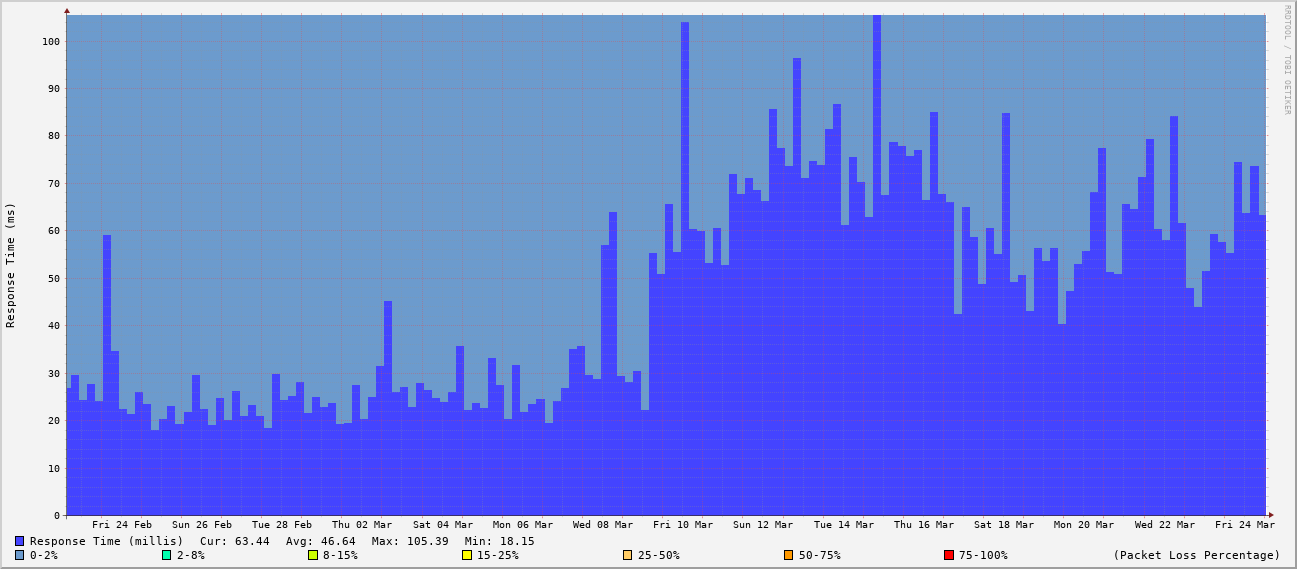 RRDTOOL / TOBI OETIKER
Response Time (ms)
100
90
80
70
60
50
40
30
20
10
0
Fri 24 Feb Sun 26 Feb Tue 28 Feb Thu 02 Mar Sat 04 Mar Mon 06 Mar Wed 08 Mar Fri 10 Mar Sun 12 Mar Tue 14 Mar Thu 16 Mar Sat 18 Mar Mon 20 Mar Wed 22 Mar Fri 24 Mar
Response Time (millis) Cur: 63.44 Avg: 46.64 Max: 105.39 Min: 18.15
0-2% 2-8% 8-15% 15-25% 25-50% 50-75% 75-100% (Packet Loss Percentage)